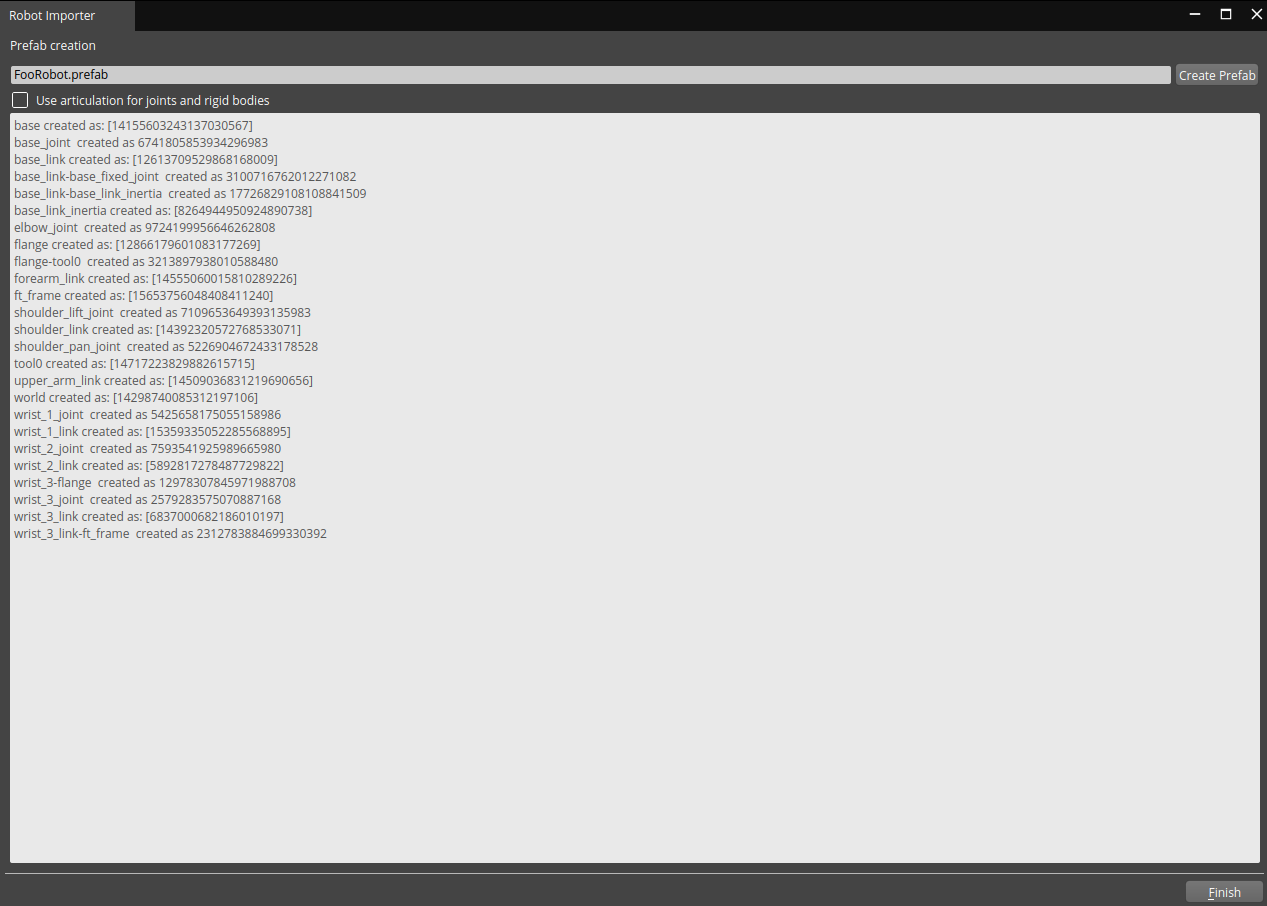 Robot Importer
Prefab creation
FooRobot.prefab
Create Prefab
Use articulation for joints and rigid bodies
base created as: [14155603243137030567]
base_joint  created as 6741805853934296983
base_link created as: [12613709529868168009]
base_link-base_fixed_joint  created as 3100716762012271082
base_link-base_link_inertia  created as 17726829108108841509
base_link_inertia created as: [8264944950924890738]
elbow_joint  created as 9724199956646262808
flange created as: [12866179601083177269]
flange-tool0  created as 3213897938010588480
forearm_link created as: [14555060015810289226]
ft_frame created as: [15653756048408411240]
shoulder_lift_joint  created as 7109653649393135983
shoulder_link created as: [14392320572768533071]
shoulder_pan_joint  created as 5226904672433178528
tool0 created as: [14717223829882615715]
upper_arm_link created as: [14509036831219690656]
world created as: [14298740085312197106]
wrist_1_joint  created as 5425658175055158986
wrist_1_link created as: [15359335052285568895]
wrist_2_joint  created as 7593541925989665980
wrist_2_link created as: [5892817278487729822]
wrist_3-flange  created as 12978307845971988708
wrist_3_joint  created as 2579283575070887168
wrist_3_link created as: [6837000682186010197]
wrist_3_link-ft_frame  created as 2312783884699330392
Finish